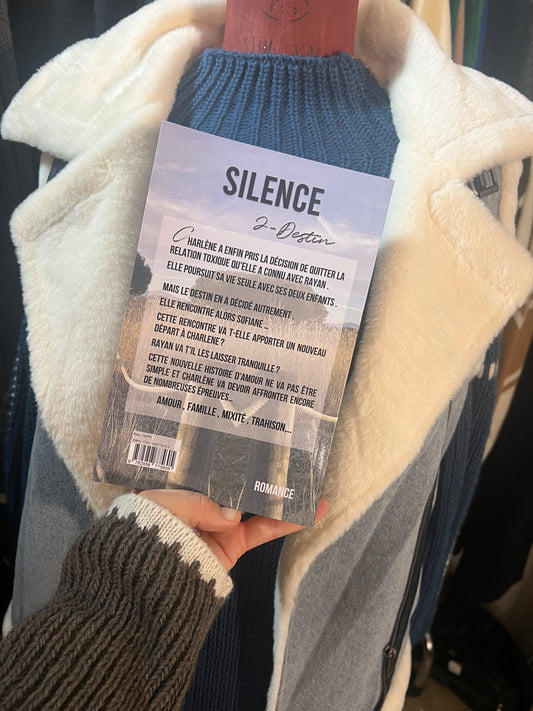 SILENCE
2-Destin
CHARLÈNE A ENFIN PRIS LA DÉCISION DE QUITTER LA
RELATION TOXIQUE QU'ELLE A CONNU AVEC RAYAN.
ELLE POURSUIT SA VIE SEULE AVEC SES DEUX ENFANTS.
MAIS LE DESTIN EN A DÉCIDÉ AUTREMENT.
ELLE RENCONTRE ALORS SOFIANE...
CETTE RENCONTRE VA T-ELLE APPORTER UN NOUVEAU
DÉPART À CHARLENE ?
RAYAN VA T'IL LES LAISSER TRANQUILLE ?
CETTE NOUVELLE HISTOIRE D'AMOUR NE VA PAS ÊTRE
SIMPLE ET CHARLÈNE VA DEVOIR AFFRONTER ENCORE
DE NOMBREUSES ÉPREUVES...
AMOUR , FAMILLE , MIXITÉ , TRAHISON...
ROMANCE